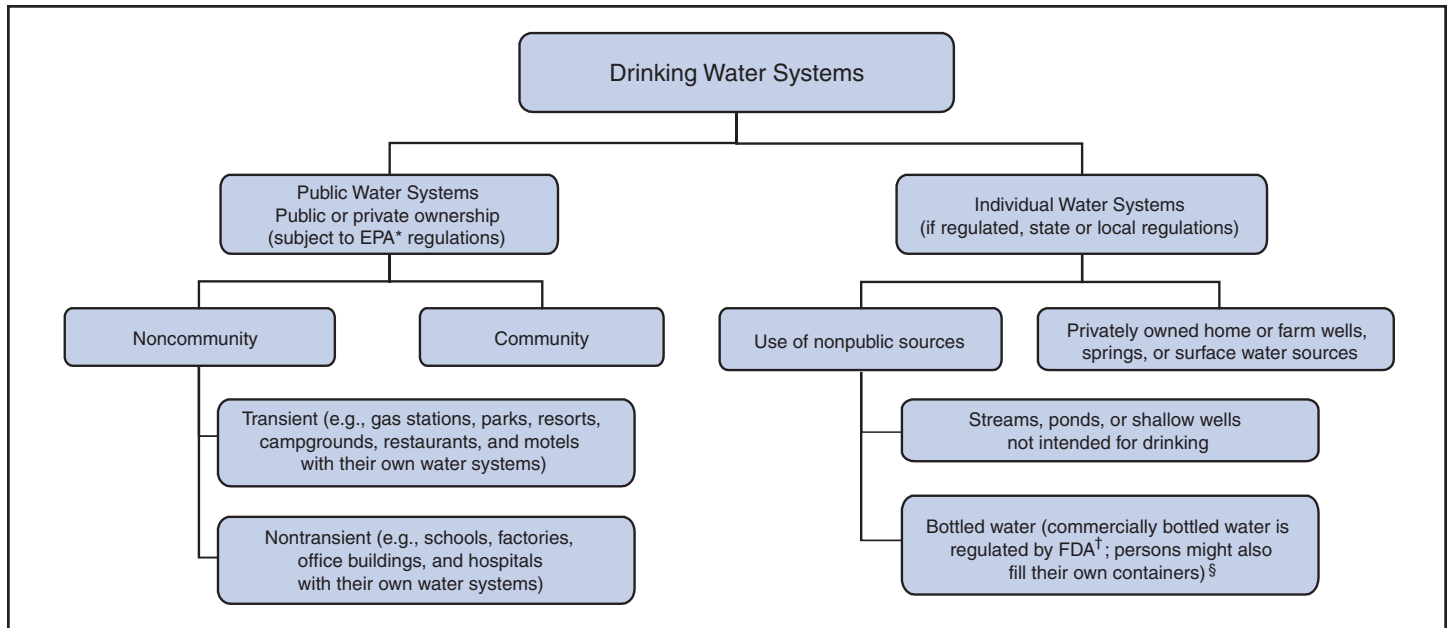 Drinking Water Systems
Public Water Systems
Public or private ownership
(subject to EPA* regulations)
Individual Water Systems
(if regulated, state or local regulations)
Noncommunity
Community
Use of nonpublic sources
Privately owned home or farm wells,
springs, or surface water sources
Transient (e.g., gas stations, parks, resorts,
campgrounds, restaurants, and motels
with their own water systems)
Streams, ponds, or shallow wells
not intended for drinking
Nontransient (e.g., schools, factories,
office buildings, and hospitals
with their own water systems)
Bottled water (commercially bottled water is
regulated by FDA†; persons might also
fill their own containers)§